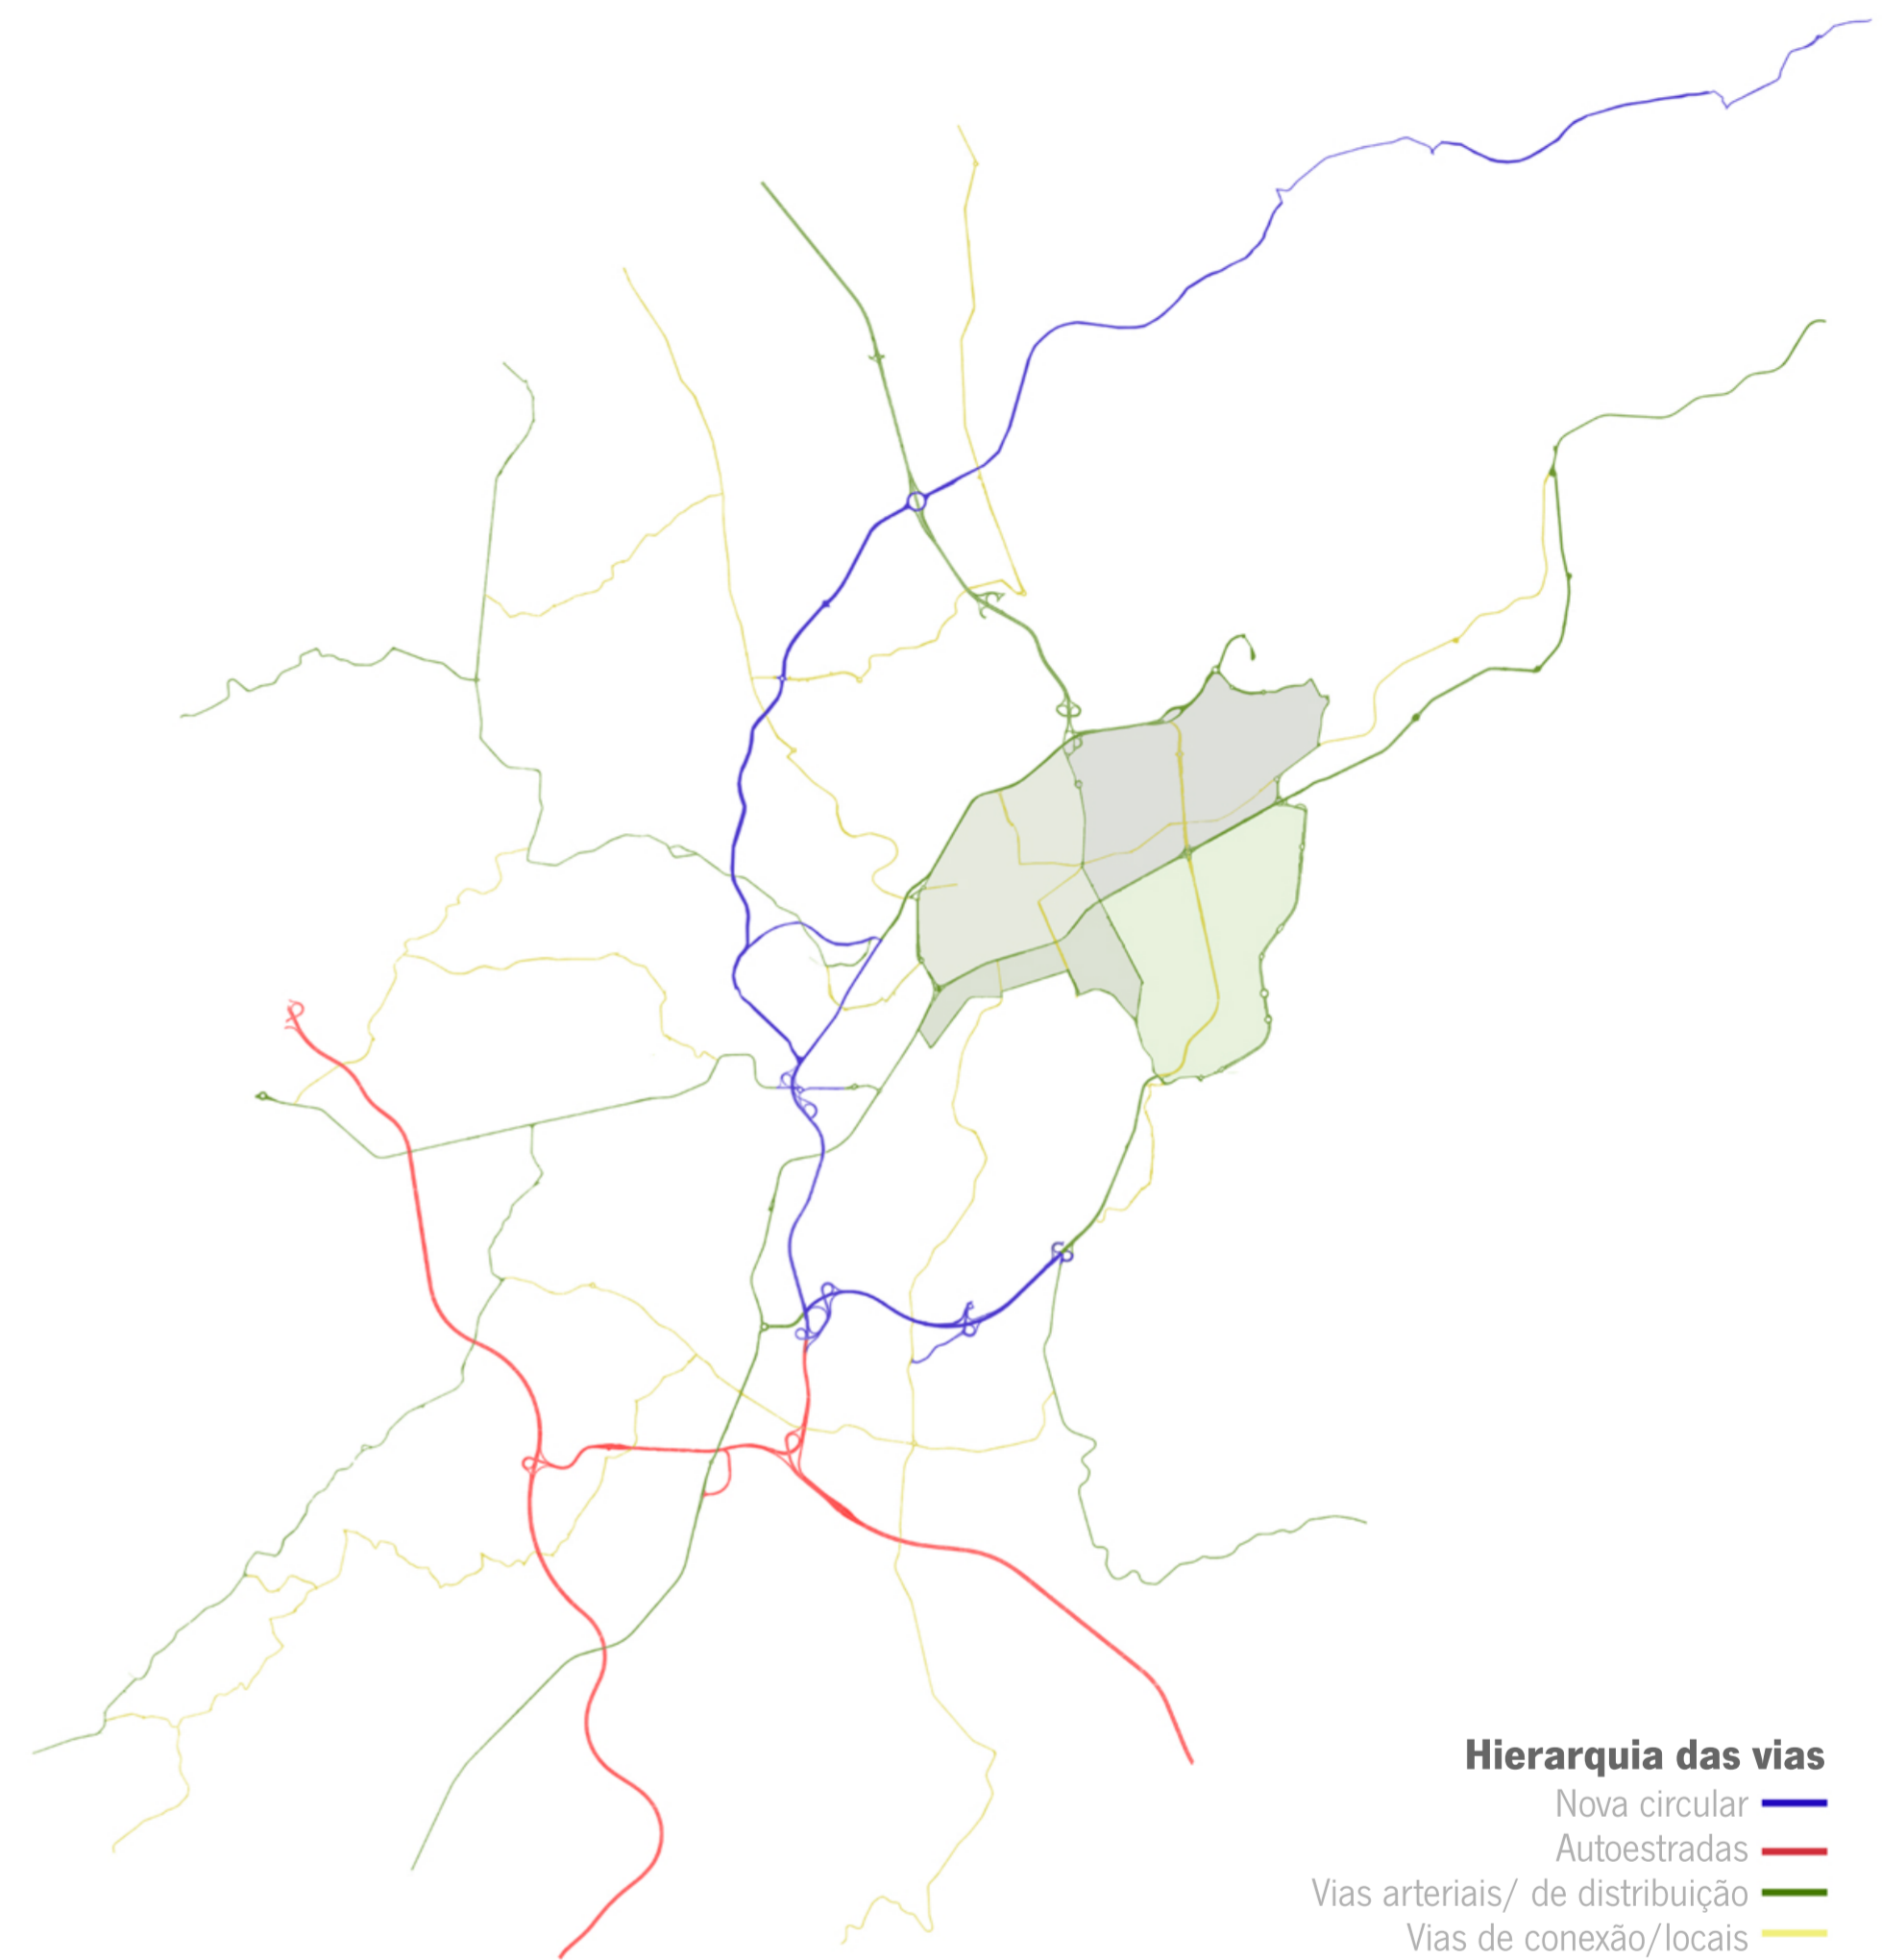 Hierarquia das vias
Nova circular
Autoestradas
Vias arteriais/ de distribuição
Vias de conexão/locais